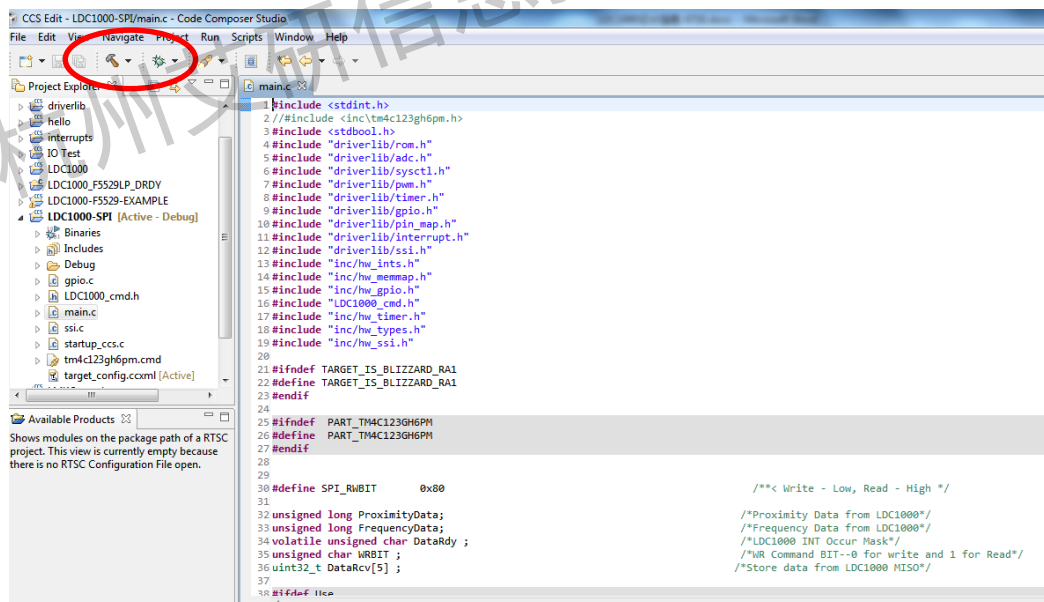 CCS Edit - LDC1000-SPI/main.c - Code Composer Studio
File Edit View Navigate Project Run Scripts Window Help
Project Explorer
driverlib
hello
interrupts
IO Test
LDC1000
LDC1000_F5529LP_DRDY
LDC1000-F5529-EXAMPLE
LDC1000-SPI [Active - Debug]
Binaries
Includes
Debug
gpio.c
LDC1000_cmd.h
main.c
ssi.c
startup_ccs.c
tm4c123gh6pm.cmd
target_config.ccxml [Active]
Available Products
Shows modules on the package path of a RTSC
project. This view is currently empty because
there is no RTSC Configuration File open.
main.c
1 #include <stdint.h>
2 //#include <inc\tm4c123gh6pm.h>
3 #include <stdbool.h>
4 #include "driverlib/rom.h"
5 #include "driverlib/adc.h"
6 #include "driverlib/sysctl.h"
7 #include "driverlib/pwm.h"
8 #include "driverlib/timer.h"
9 #include "driverlib/gpio.h"
10 #include "driverlib/pin_map.h"
11 #include "driverlib/interrupt.h"
12 #include "driverlib/ssi.h"
13 #include "inc/hw_ints.h"
14 #include "inc/hw_memmap.h"
15 #include "inc/hw_gpio.h"
16 #include "LDC1000_cmd.h"
17 #include "inc/hw_timer.h"
18 #include "inc/hw_types.h"
19 #include "inc/hw_ssi.h"
20
21 #ifndef TARGET_IS_BLIZZARD_RA1
22 #define TARGET_IS_BLIZZARD_RA1
23 #endif
24
25 #ifndef PART_TM4C123GH6PM
26 #define PART_TM4C123GH6PM
27 #endif
28
29
30 #define SPI_RWBIT 0x80 /**< Write - Low, Read - High */
31
32 unsigned long ProximityData; /*Proximity Data from LDC1000*/
33 unsigned long FrequencyData; /*Frequency Data from LDC1000*/
34 volatile unsigned char DataRdy ; /*LDC1000 INT Occur Mask*/
35 unsigned char WRBIT ; /*WR Command BIT--0 for write and 1 for Read*/
36 uint32_t DataRcv[5] ; /*Store data from LDC1000 MISO*/
37
38 #ifdef Use
杭州艾研信息